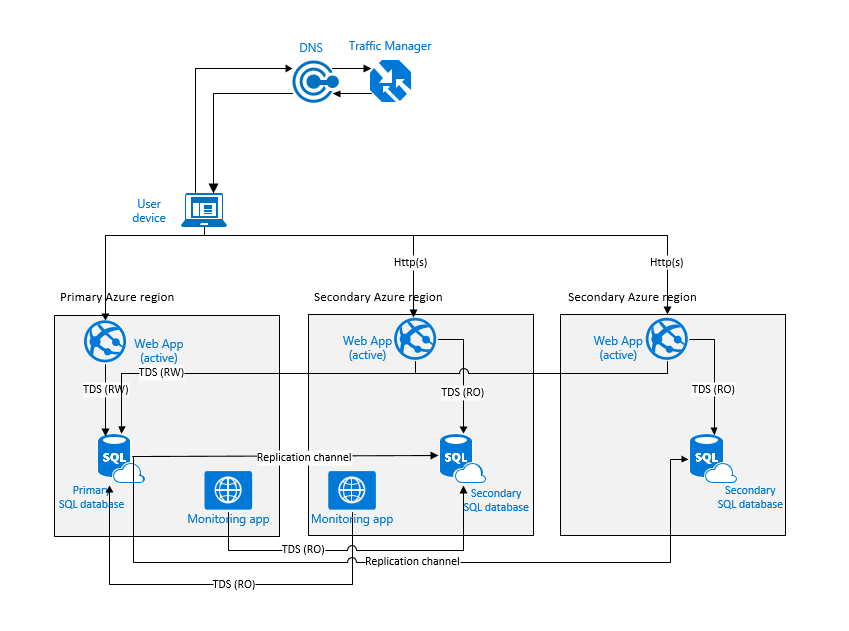 DNS
Traffic Manager
User
device
Http(s)
Http(s)
Primary Azure region
Secondary Azure region
Secondary Azure region
Web App
(active)
Web App
(active)
Web App
(active)
TDS (RW)
TDS (RW)
TDS (RO)
TDS (RO)
SQL
SQL
SQL
Replication channel
Primary
SQL database
Secondary
SQL database
Secondary
SQL database
Monitoring app
Monitoring app
TDS (RO)
Replication channel
TDS (RO)